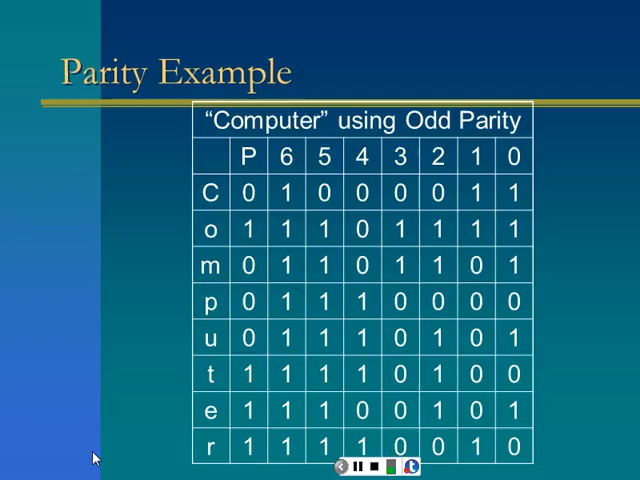 Parity Example
“Computer” using Odd Parity
P 6 5 4 3 2 1 0
C 0 1 0 0 0 0 1 1
o 1 1 1 0 1 1 1 1
m 0 1 1 0 1 1 0 1
p 0 1 1 1 0 0 0 0
u 0 1 1 1 0 1 0 1
t 1 1 1 1 0 1 0 0
e 1 1 1 0 0 1 0 1
r 1 1 1 1 0 0 1 0